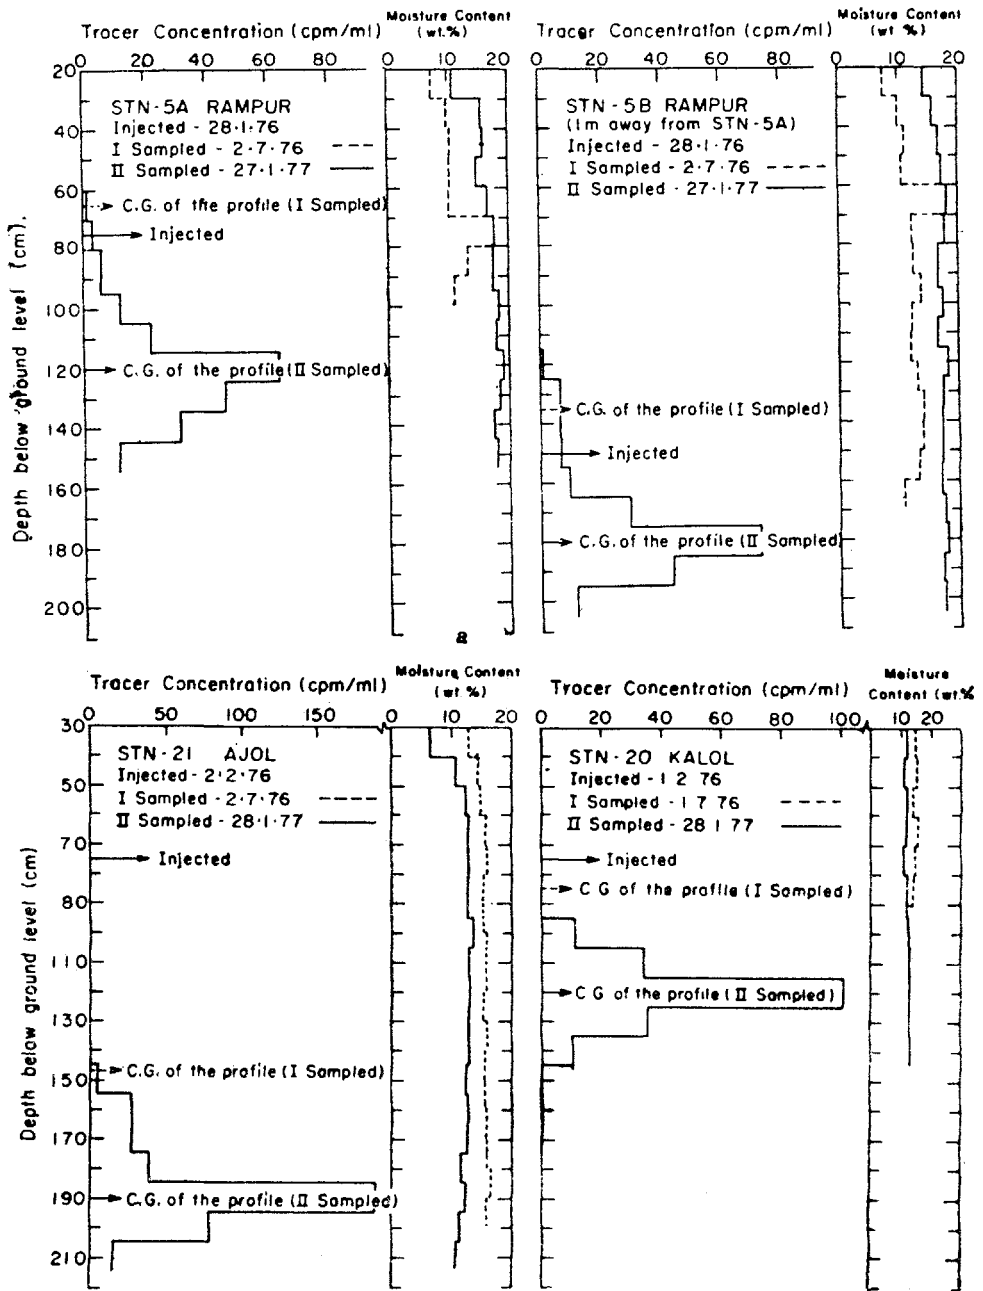 Tracer Concentration (cpm/ml)
0 20 40 60 80
Moisture Content
(wt.%)
0 10 20
20
40
60
80
100
120
140
160
180
200
Depth below ground level (cm).
STN-5A RAMPUR
Injected - 28·1·76
I Sampled - 2·7·76
II Sampled - 27·1·77
C.G. of the profile (I Sampled)
Injected
C.G. of the profile (II Sampled)
a
Tracer Concentration (cpm/ml)
0 20 40 60 80
Moisture Content
(wt %)
0 10 20
STN-5B RAMPUR
(1m away from STN-5A)
Injected - 28·1·76
I Sampled - 2·7·76
II Sampled - 27·1·77
C.G. of the profile (I Sampled)
Injected
C.G. of the profile (II Sampled)
Tracer Concentration (cpm/ml)
0 50 100 150
Moisture Content
(wt %)
0 10 20
30
50
70
80
110
130
150
170
190
210
Depth below ground level (cm)
STN-21 AJOL
Injected - 2·2·76
I Sampled - 2·7·76
II Sampled - 28·1·77
Injected
C.G. of the profile (I Sampled)
C.G. of the profile (II Sampled)
Tracer Concentration (cpm/ml)
0 20 40 60 80 100
Moisture
Content (wt.%
0 10 20
STN-20 KALOL
Injected - 1 2 76
I Sampled - 1 7 76
II Sampled - 28 1 77
Injected
C G of the profile (I Sampled)
C G of the profile (II Sampled)